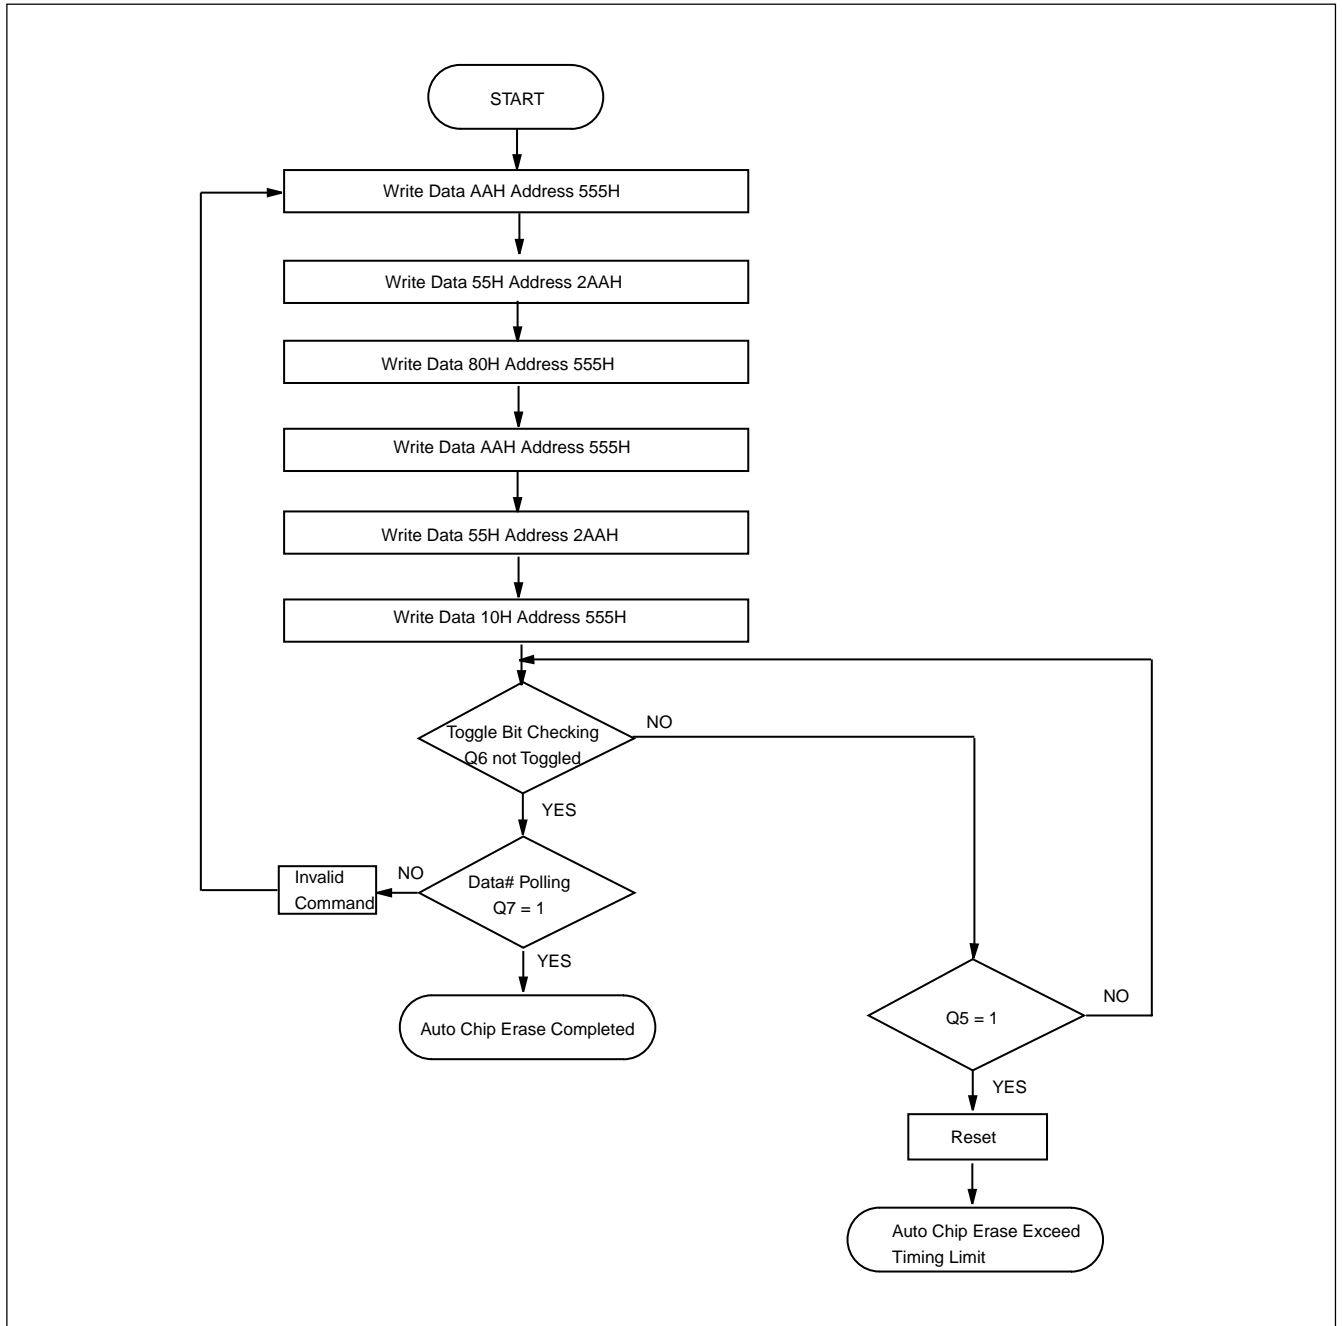 START
Write Data AAH Address 555H
Write Data 55H Address 2AAH
Write Data 80H Address 555H
Write Data AAH Address 555H
Write Data 55H Address 2AAH
Write Data 10H Address 555H
Toggle Bit Checking
Q6 not Toggled
NO
YES
Data# Polling
Q7 = 1
NO
Invalid
Command
YES
Auto Chip Erase Completed
Q5 = 1
NO
YES
Reset
Auto Chip Erase Exceed
Timing Limit